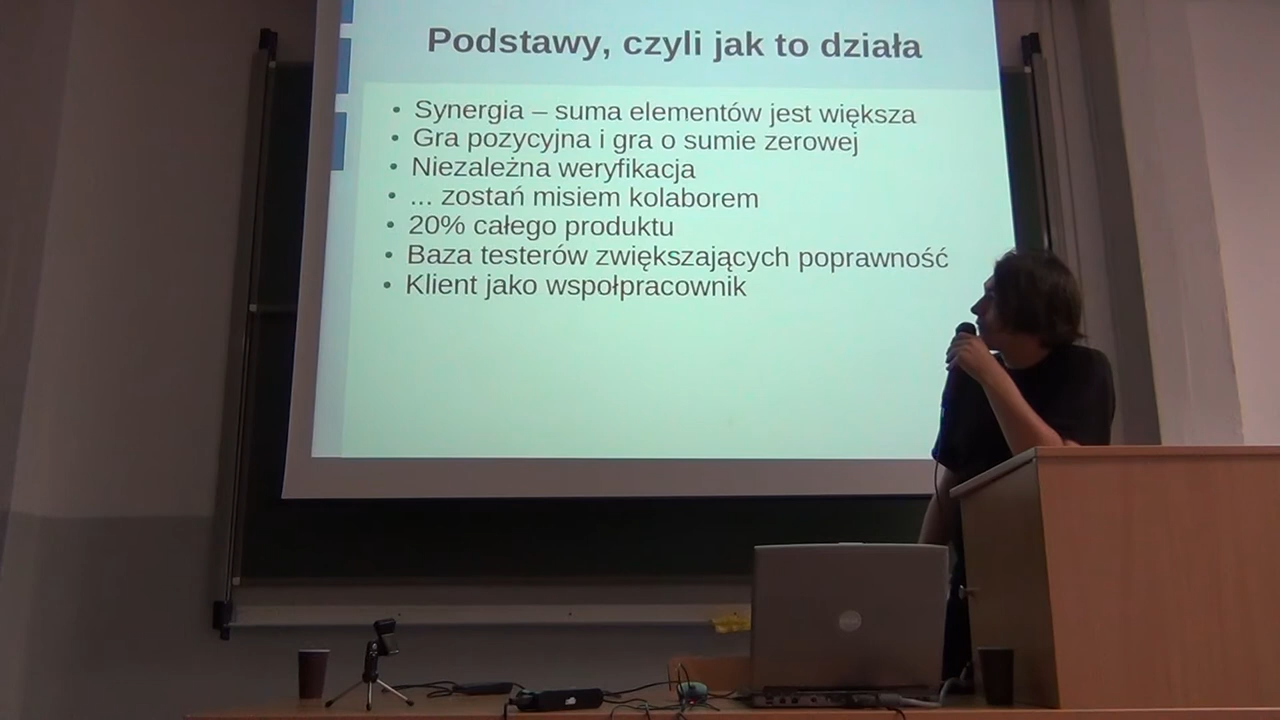 Podstawy, czyli jak to działa
• Synergia – suma elementów jest większa
• Gra pozycyjna i gra o sumie zerowej
• Niezależna weryfikacja
• ... zostań misiem kolaborem
• 20% całego produktu
• Baza testerów zwiększających poprawność
• Klient jako wspołpracownik